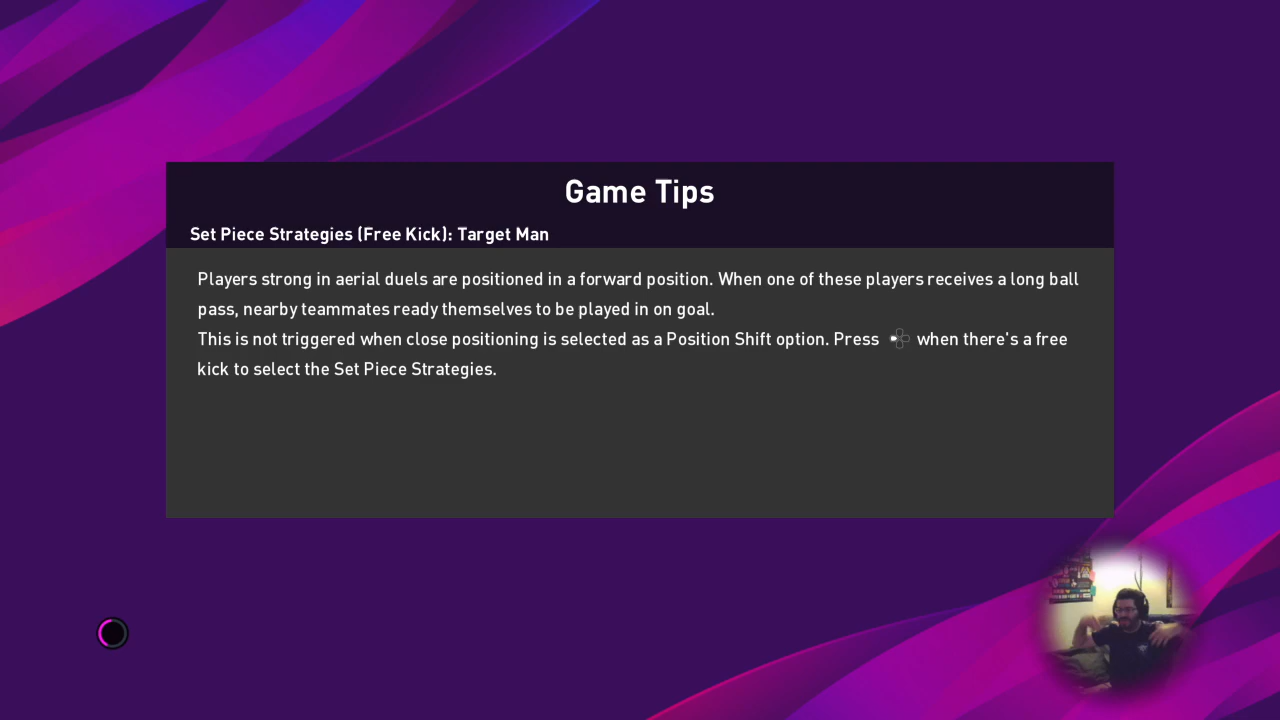 Game Tips
Set Piece Strategies (Free Kick): Target Man
Players strong in aerial duels are positioned in a forward position. When one of these players receives a long ball
pass, nearby teammates ready themselves to be played in on goal.
This is not triggered when close positioning is selected as a Position Shift option. Press when there's a free
kick to select the Set Piece Strategies.